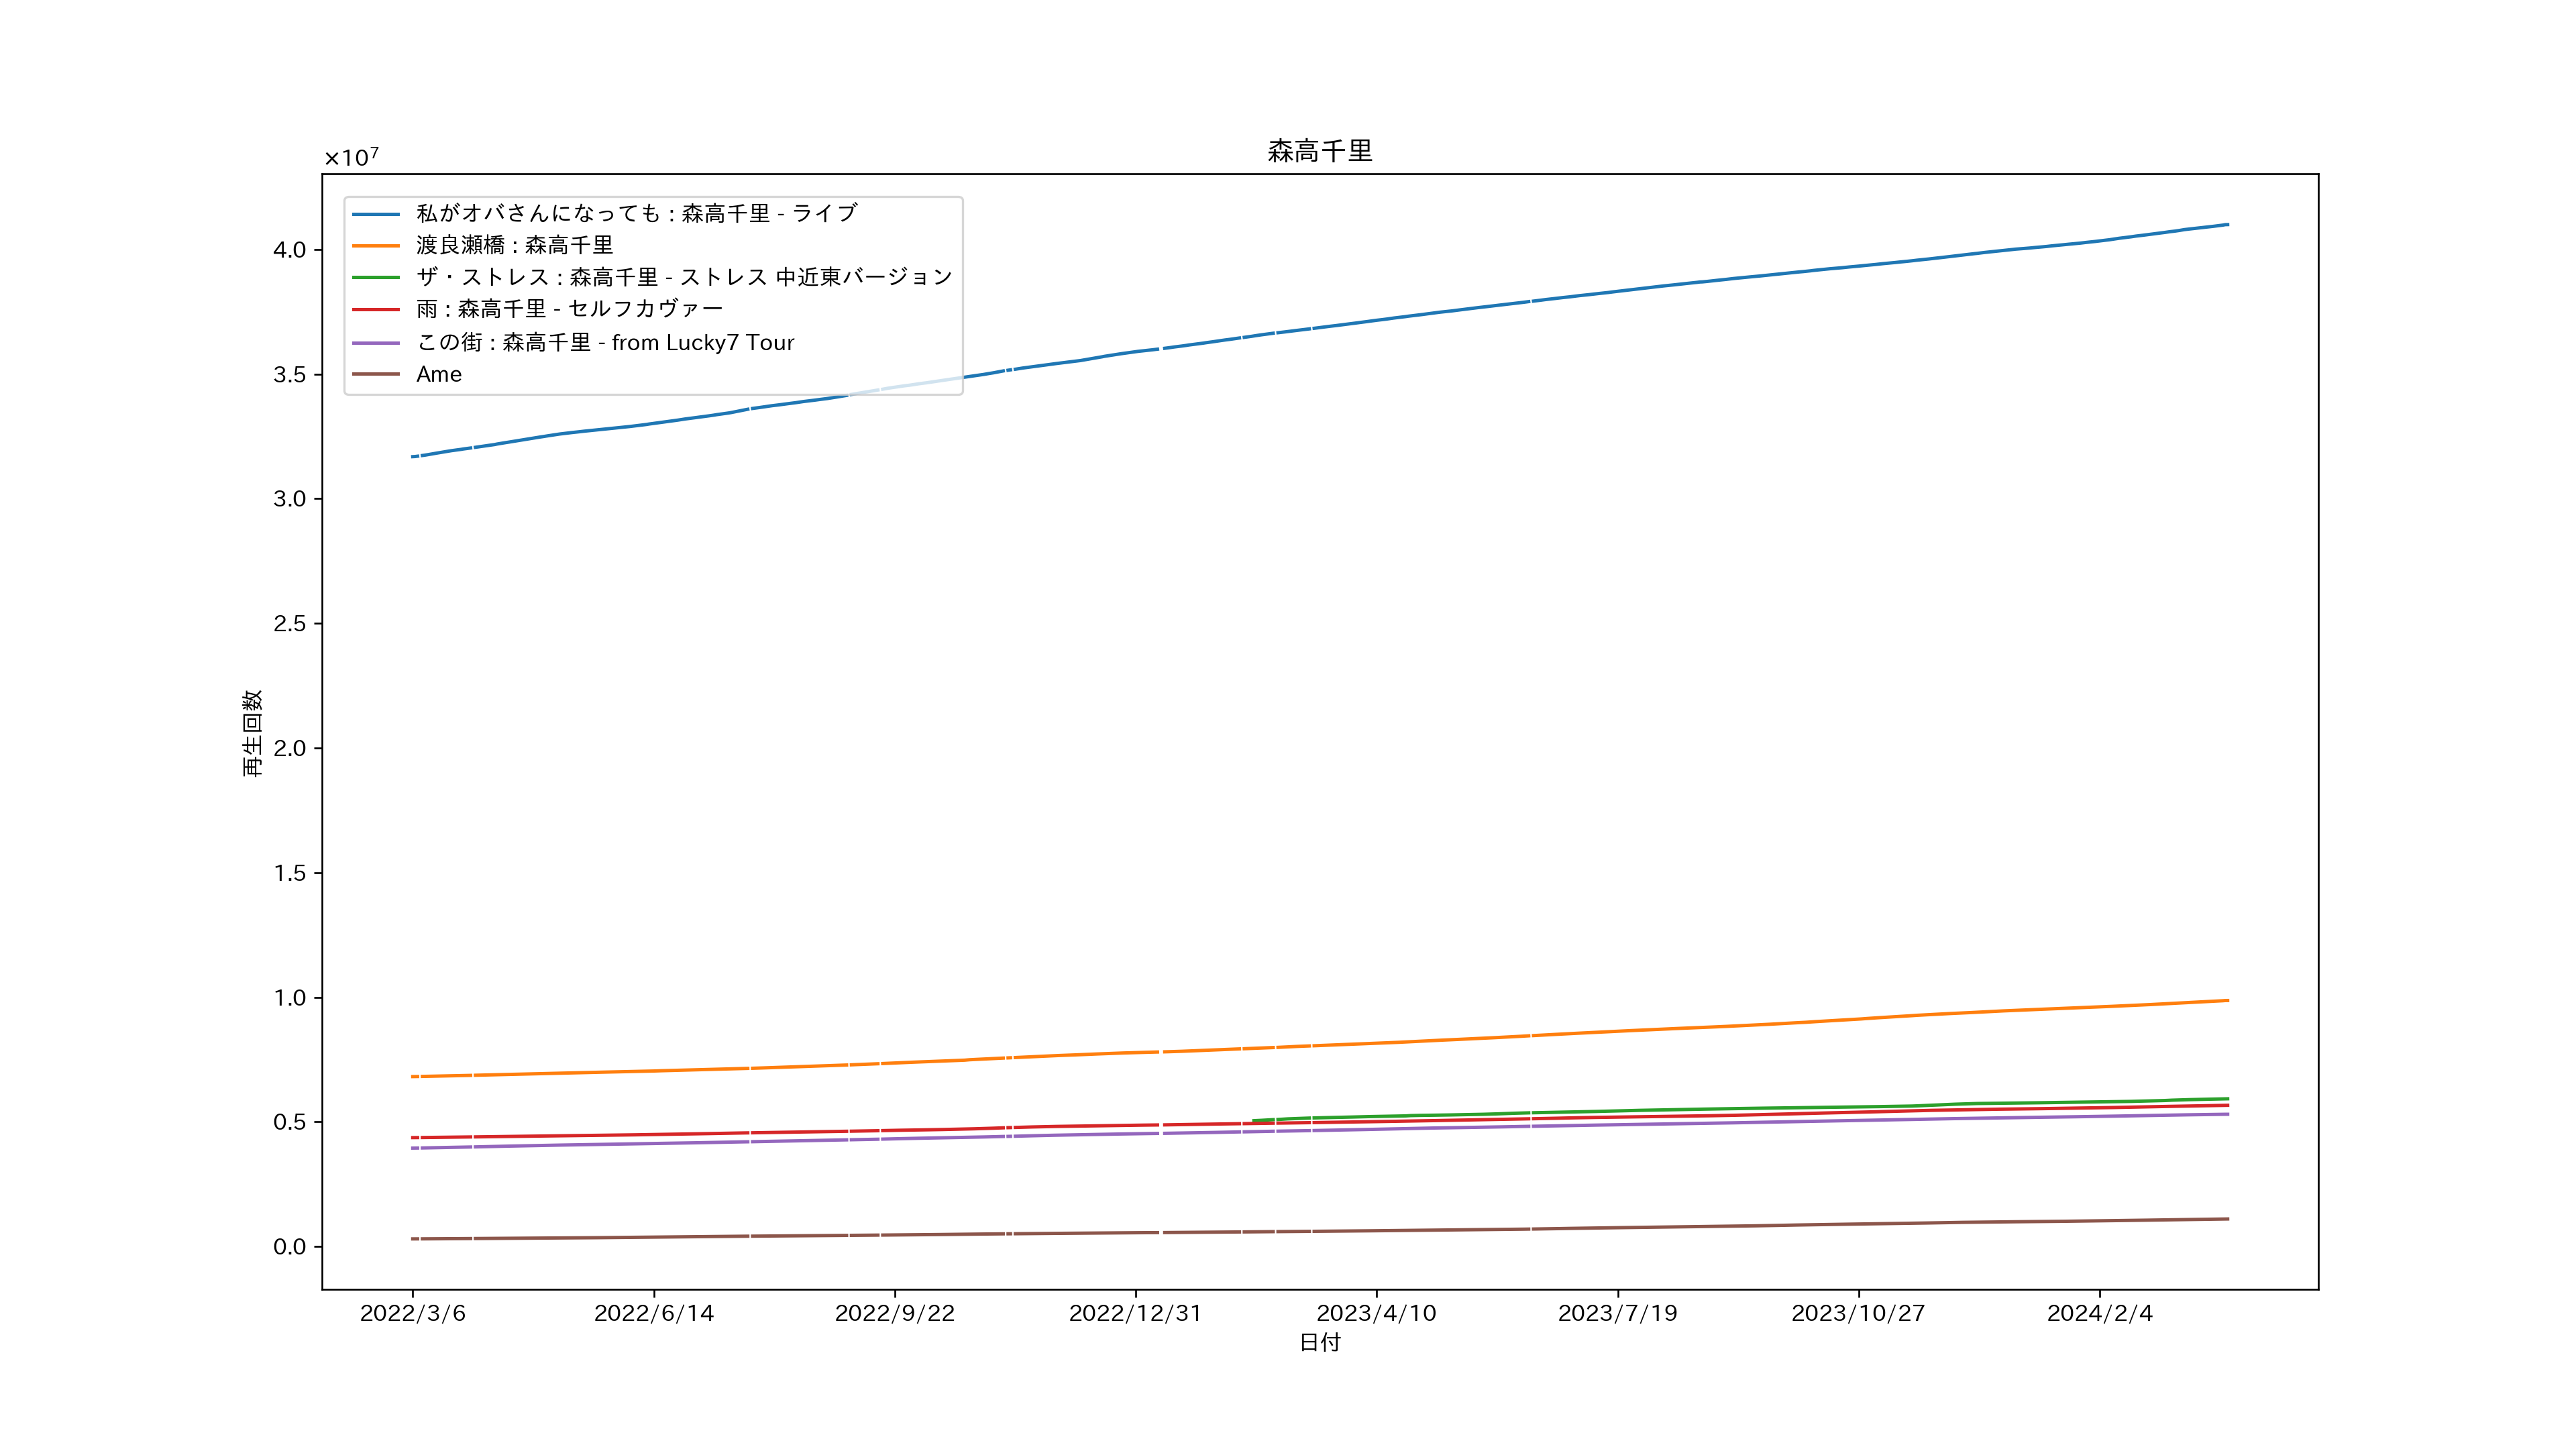 森高千里
×10⁷
私がオバさんになっても : 森高千里 - ライブ
渡良瀬橋 : 森高千里
ザ・ストレス : 森高千里 - ストレス 中近東バージョン
雨 : 森高千里 - セルフカヴァー
この街 : 森高千里 - from Lucky7 Tour
Ame
4.0
3.5
3.0
2.5
2.0
1.5
1.0
0.5
0.0
再生回数
2022/3/6 2022/6/14 2022/9/22 2022/12/31 2023/4/10 2023/7/19 2023/10/27 2024/2/4
日付